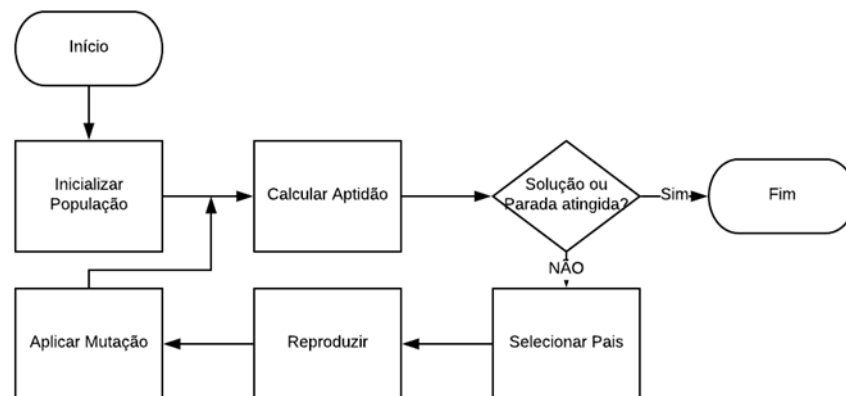 Início
Inicializar
População
Calcular Aptidão
Solução ou
Parada atingida?
Sim
Fim
NÃO
Aplicar Mutação
Reproduzir
Selecionar Pais